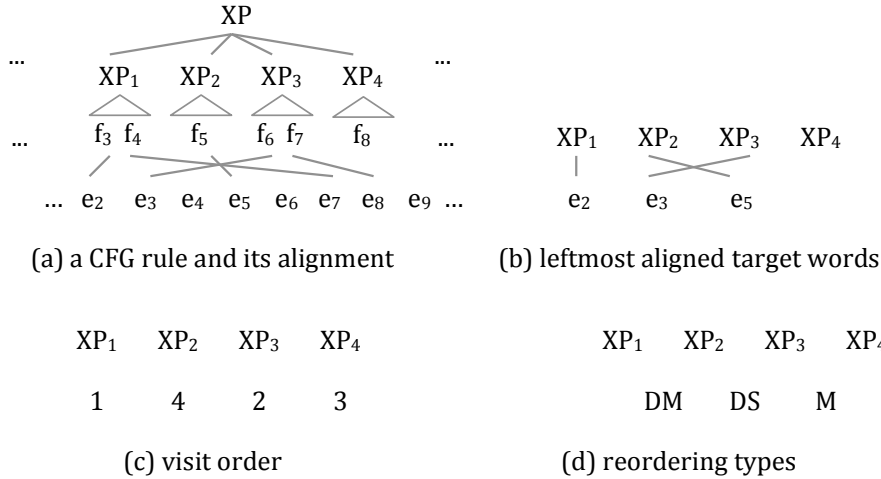 XP
... ...
XP₁ XP₂ XP₃ XP₄
... f₃ f₄ f₅ f₆ f₇ f₈ ...
... e₂ e₃ e₄ e₅ e₆ e₇ e₈ e₉ ...
(a) a CFG rule and its alignment
XP₁ XP₂ XP₃ XP₄
e₂ e₃ e₅
(b) leftmost aligned target words
XP₁ XP₂ XP₃ XP₄
1 4 2 3
(c) visit order
XP₁ XP₂ XP₃ XP₄
DM DS M
(d) reordering types